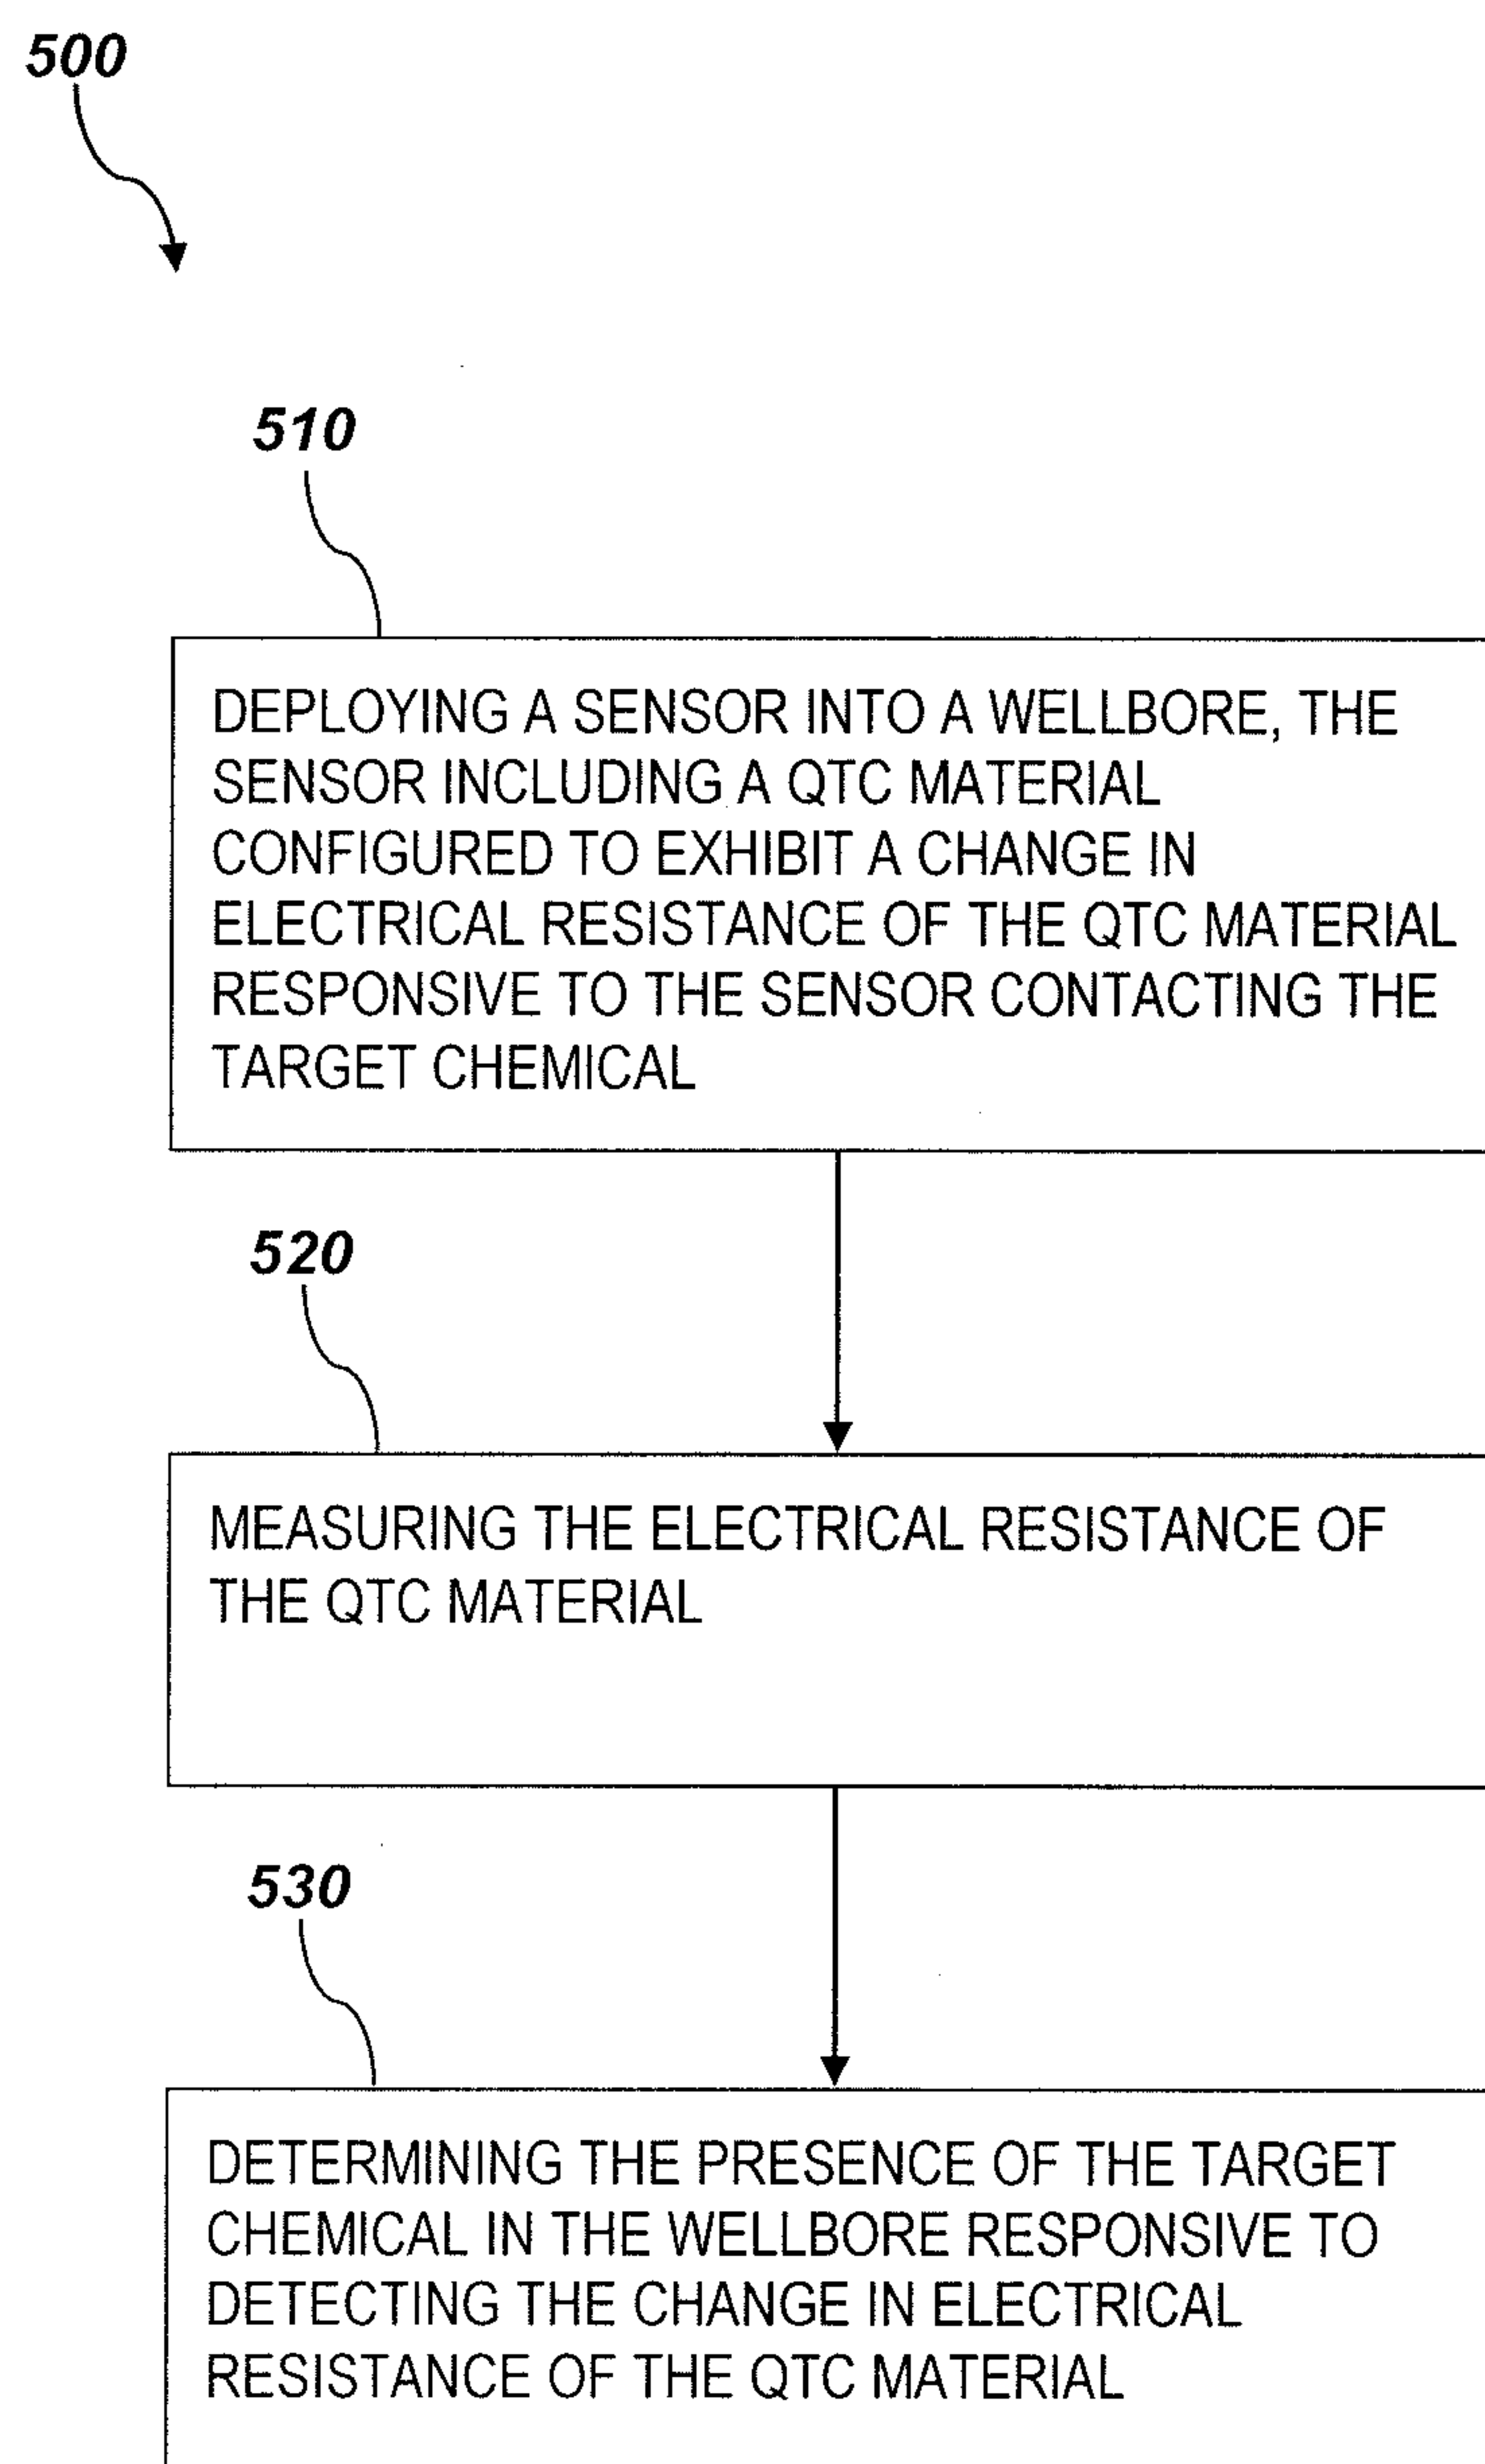 500
510
DEPLOYING A SENSOR INTO A WELLBORE, THE
SENSOR INCLUDING A QTC MATERIAL
CONFIGURED TO EXHIBIT A CHANGE IN
ELECTRICAL RESISTANCE OF THE QTC MATERIAL
RESPONSIVE TO THE SENSOR CONTACTING THE
TARGET CHEMICAL
520
MEASURING THE ELECTRICAL RESISTANCE OF
THE QTC MATERIAL
530
DETERMINING THE PRESENCE OF THE TARGET
CHEMICAL IN THE WELLBORE RESPONSIVE TO
DETECTING THE CHANGE IN ELECTRICAL
RESISTANCE OF THE QTC MATERIAL